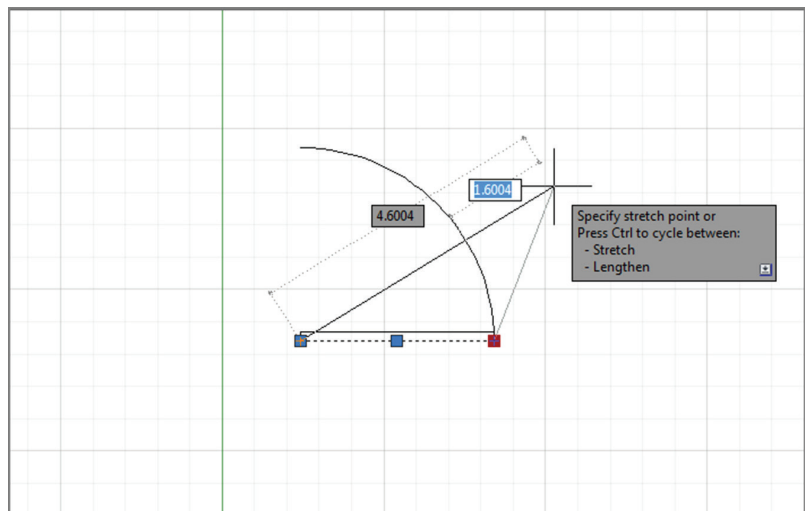 1.6004
4.6004
Specify stretch point or
Press Ctrl to cycle between:
- Stretch
- Lengthen